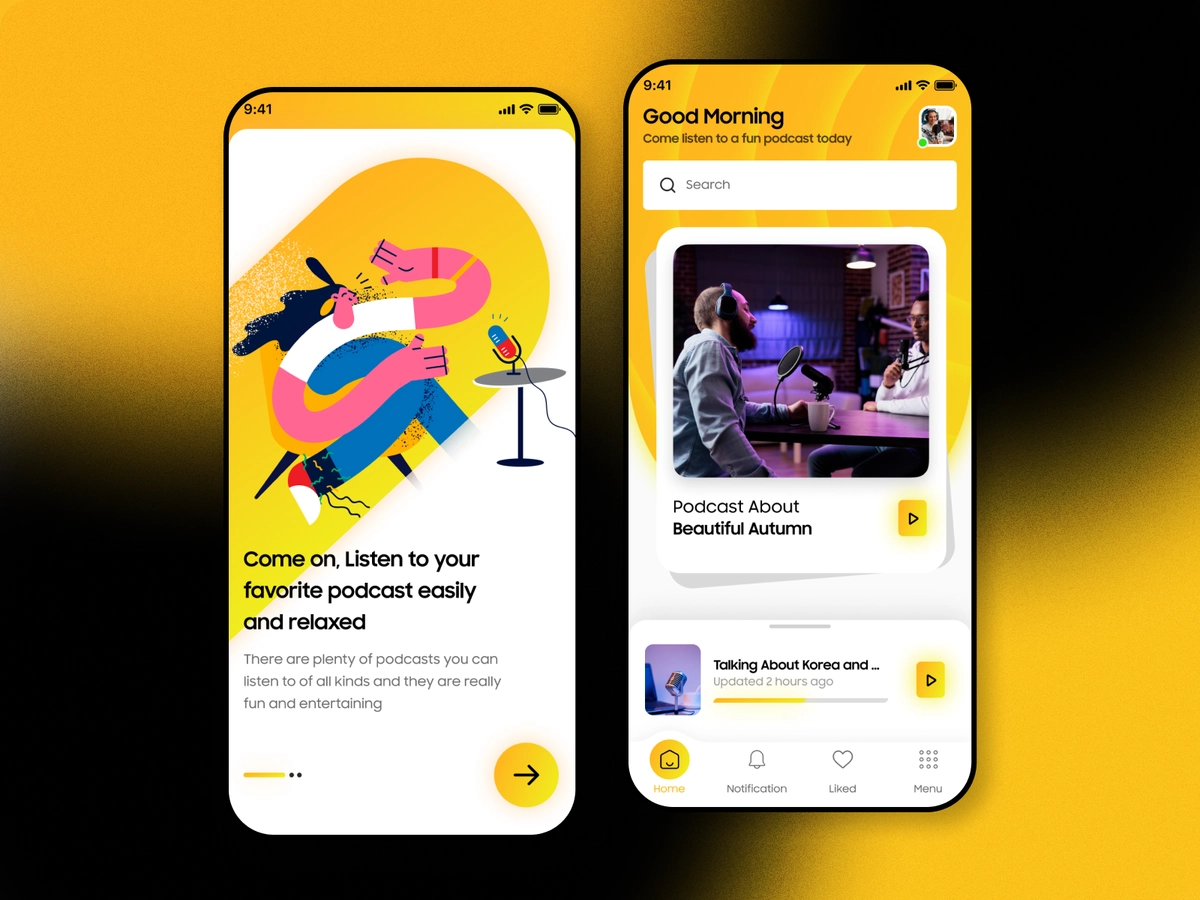 9:41
Come on, Listen to your
favorite podcast easily
and relaxed
There are plenty of podcasts you can
listen to of all kinds and they are really
fun and entertaining
9:41
Good Morning
Come listen to a fun podcast today
Search
Podcast About
Beautiful Autumn
Talking About Korea and ...
Updated 2 hours ago
Home
Notification
Liked
Menu